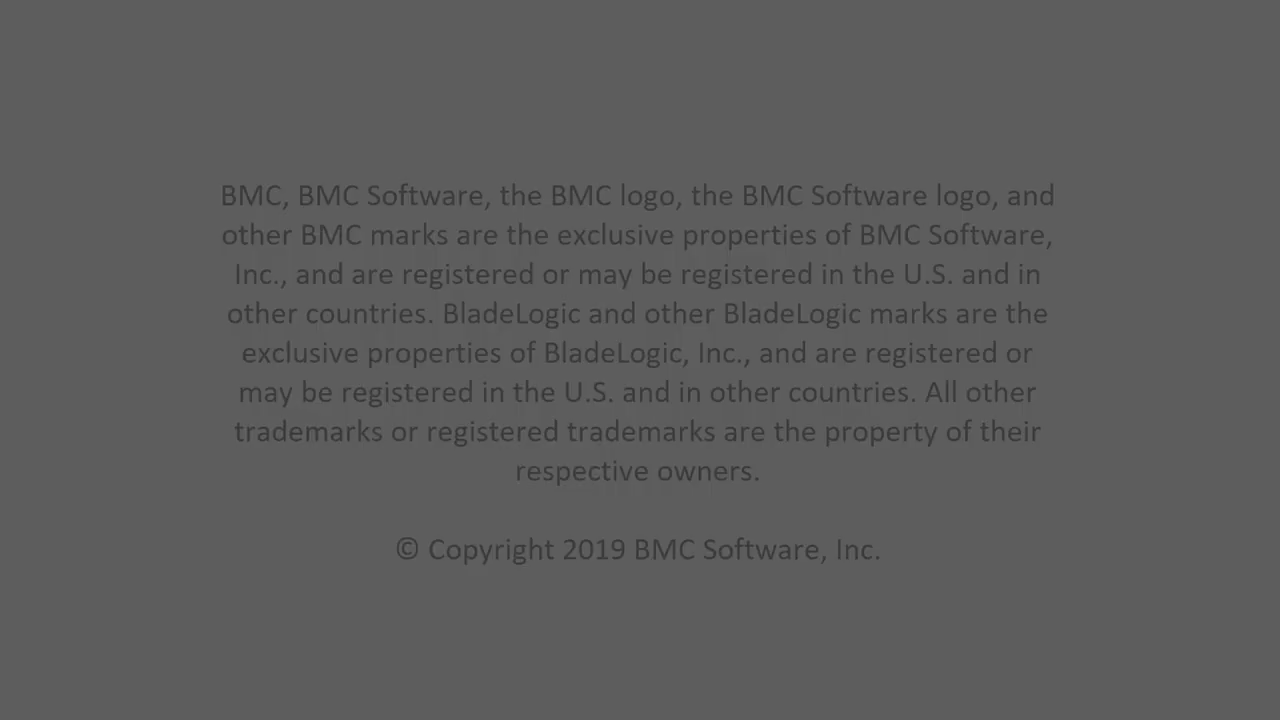 BMC, BMC Software, the BMC logo, the BMC Software logo, and
other BMC marks are the exclusive properties of BMC Software,
Inc., and are registered or may be registered in the U.S. and in
other countries. BladeLogic and other BladeLogic marks are the
exclusive properties of BladeLogic, Inc., and are registered or
may be registered in the U.S. and in other countries. All other
trademarks or registered trademarks are the property of their
respective owners.
© Copyright 2019 BMC Software, Inc.